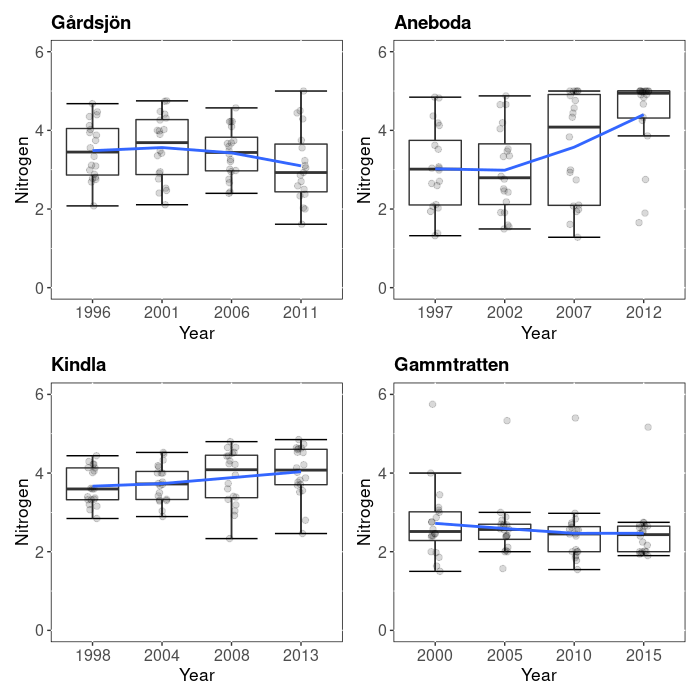 Gårdsjön
Nitrogen
6
4
2
0
1996 2001 2006 2011
Year
Aneboda
Nitrogen
6
4
2
0
1997 2002 2007 2012
Year
Kindla
Nitrogen
6
4
2
0
1998 2004 2008 2013
Year
Gammtratten
Nitrogen
6
4
2
0
2000 2005 2010 2015
Year